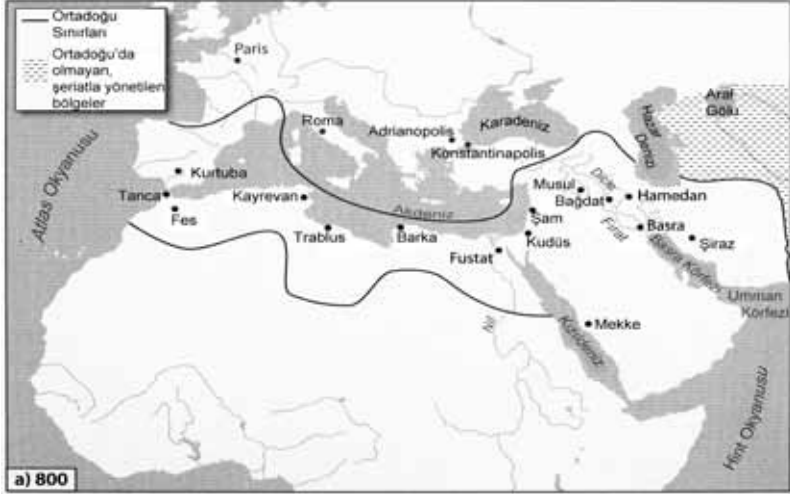 Ortadoğu
Sınırları
Ortadoğu'da
olmayan,
şeriatla yönetilen
bölgeler
Paris
Aral
Gölü
Hazar
Denizi
Karadeniz
Roma
Adrianopolis
Konstantinapolis
Atlas Okyanusu
Kurtuba
Tanca
Fes
Kayrevan
Akdeniz
Trablus
Barka
Musul
Dicle
Bağdat
Hamedan
Şam
Fırat
Basra
Kudüs
Şiraz
Fustat
Basra Körfezi
Umman
Körfezi
Nil
Kızıldeniz
Mekke
Hint Okyanusu
a) 800